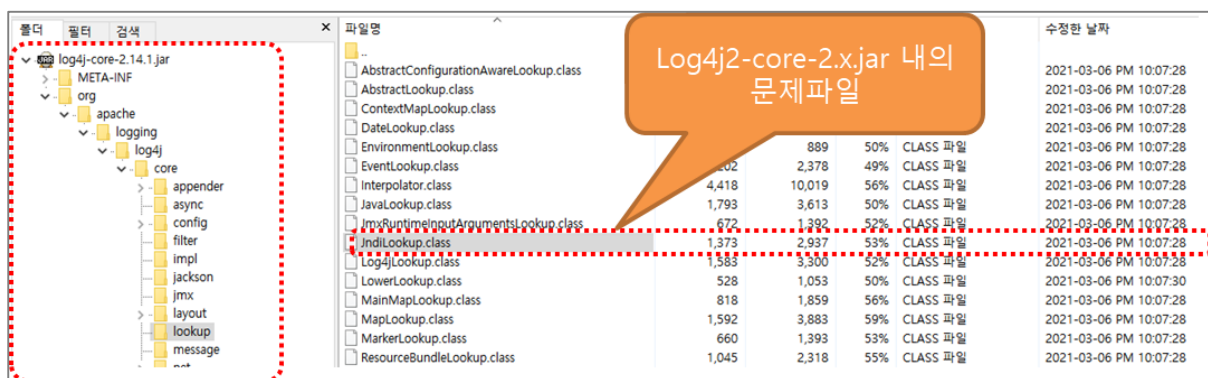 폴더 필터 검색 ×
log4j-core-2.14.1.jar
META-INF
org
apache
logging
log4j
core
appender
async
config
filter
impl
jackson
jmx
layout
lookup
message
파일명 수정한 날짜
..
AbstractConfigurationAwareLookup.class 2021-03-06 PM 10:07:28
AbstractLookup.class 2021-03-06 PM 10:07:28
ContextMapLookup.class 2021-03-06 PM 10:07:28
DateLookup.class 2021-03-06 PM 10:07:28
EnvironmentLookup.class 889 50% CLASS 파일 2021-03-06 PM 10:07:28
EventLookup.class 2,378 49% CLASS 파일 2021-03-06 PM 10:07:28
Interpolator.class 4,418 10,019 56% CLASS 파일 2021-03-06 PM 10:07:28
JavaLookup.class 1,793 3,613 50% CLASS 파일 2021-03-06 PM 10:07:28
JmxRuntimeInputArgumentsLookup.class 672 1,392 52% CLASS 파일 2021-03-06 PM 10:07:28
JndiLookup.class 1,373 2,937 53% CLASS 파일 2021-03-06 PM 10:07:28
Log4jLookup.class 1,583 3,300 52% CLASS 파일 2021-03-06 PM 10:07:28
LowerLookup.class 528 1,053 50% CLASS 파일 2021-03-06 PM 10:07:30
MainMapLookup.class 818 1,859 56% CLASS 파일 2021-03-06 PM 10:07:28
MapLookup.class 1,592 3,883 59% CLASS 파일 2021-03-06 PM 10:07:28
MarkerLookup.class 660 1,393 53% CLASS 파일 2021-03-06 PM 10:07:28
ResourceBundleLookup.class 1,045 2,318 55% CLASS 파일 2021-03-06 PM 10:07:28
Log4j2-core-2.x.jar 내의
문제파일